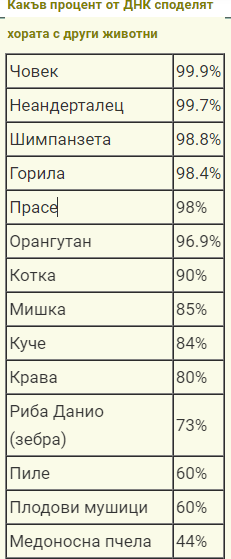 Какъв процент от ДНК споделят
хората с други животни
Човек 99.9%
Неандерталец 99.7%
Шимпанзета 98.8%
Горила 98.4%
Прасе 98%
Орангутан 96.9%
Котка 90%
Мишка 85%
Куче 84%
Крава 80%
Риба Данио
(зебра) 73%
Пиле 60%
Плодови мушици 60%
Медоносна пчела 44%